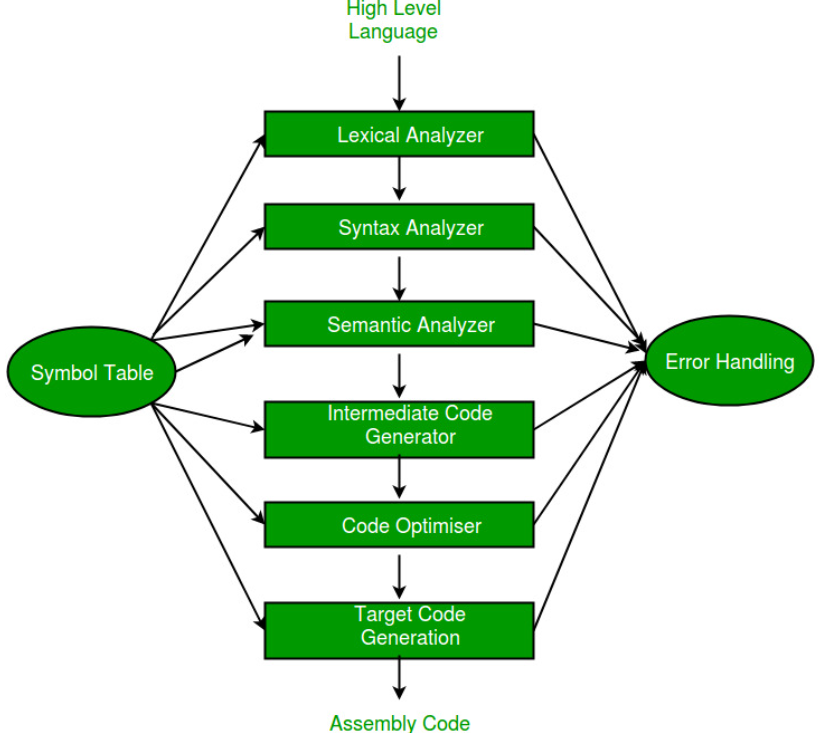 High Level
Language
Lexical Analyzer
Syntax Analyzer
Semantic Analyzer
Symbol Table
Error Handling
Intermediate Code
Generator
Code Optimiser
Target Code
Generation
Assembly Code